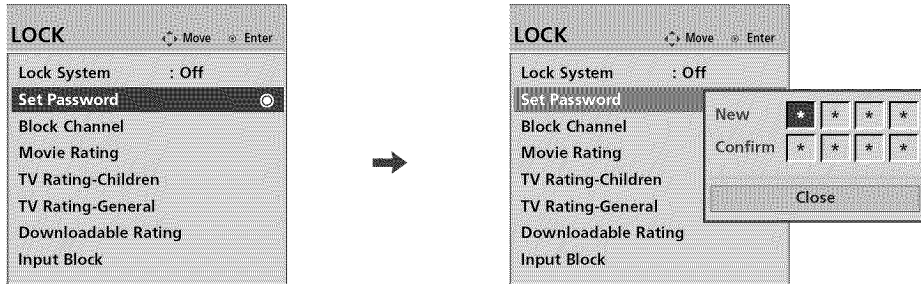 LOCK
Move
Enter
Lock System : Off
Set Password
Block Channel
Movie Rating
TV Rating-Children
TV Rating-General
Downloadable Rating
Input Block
LOCK
Move
Enter
Lock System : Off
Set Password
Block Channel
Movie Rating
TV Rating-Children
TV Rating-General
Downloadable Rating
Input Block
New * * * *
Confirm * * * *
Close